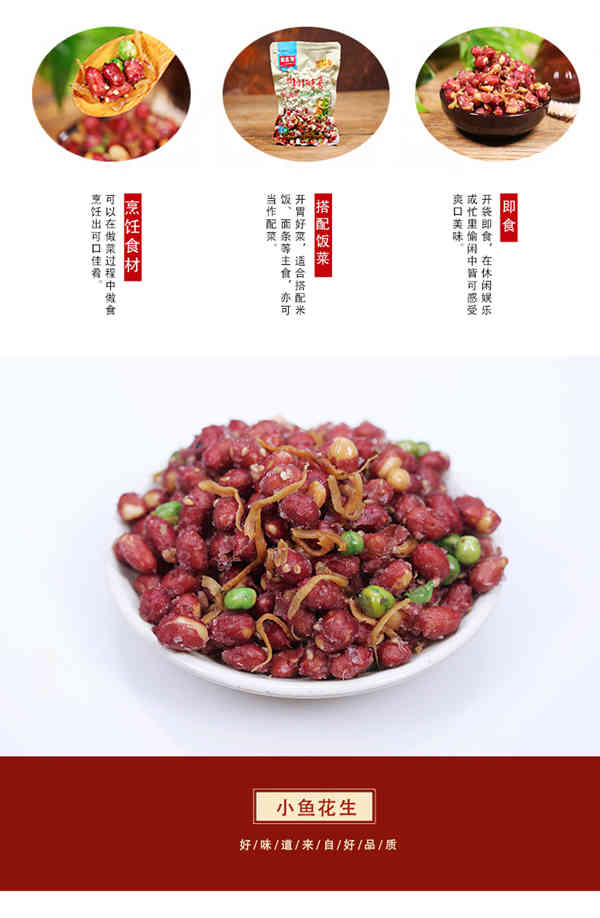 烹饪食材
可以在做菜过程中做食
烹饪出可口佳肴。
搭配饭菜
开胃好菜，适合搭配米
饭、面条等主食，亦可
当作配菜。
即食
开袋即食，在休闲娱乐
或忙里偷闲中皆可感受
爽口美味。
小鱼花生
好/味/道/来/自/好/品/质